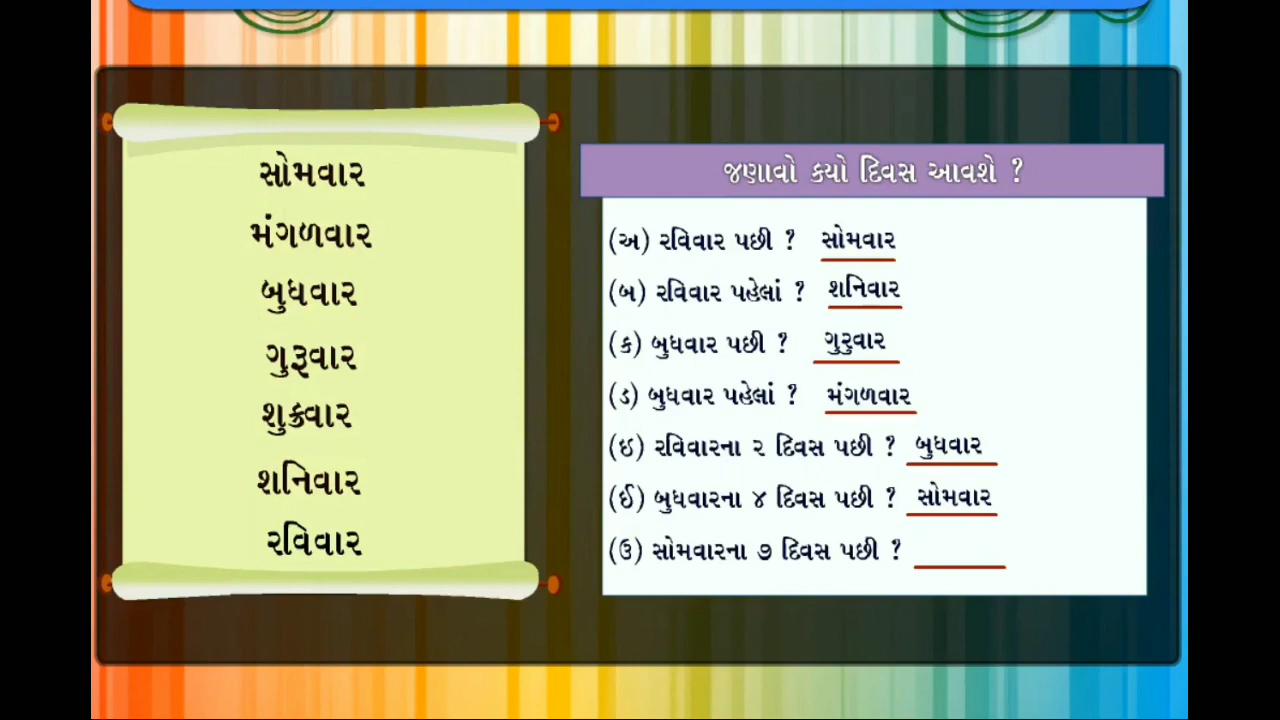 સોમવાર
મંગળવાર
બુધવાર
ગુરૂવાર
શુક્રવાર
શનિવાર
રવિવાર
જણાવો કયો દિવસ આવશે ?
(અ) રવિવાર પછી ? સોમવાર
(બ) રવિવાર પહેલાં ? શનિવાર
(ક) બુધવાર પછી ? ગુરુવાર
(ડ) બુધવાર પહેલાં ? મંગળવાર
(ઇ) રવિવારના ૨ દિવસ પછી ? બુધવાર
(ઈ) બુધવારના ૪ દિવસ પછી ? સોમવાર
(ઉ) સોમવારના ૭ દિવસ પછી ?